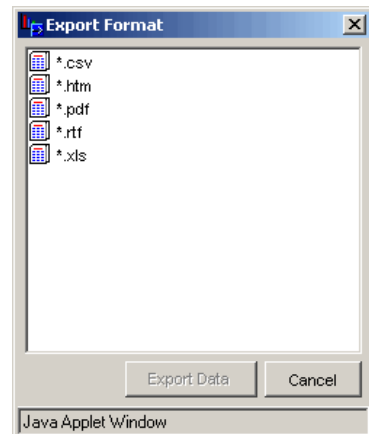 Export Format
*.csv
*.htm
*.pdf
*.rtf
*.xls
Export Data Cancel
Java Applet Window